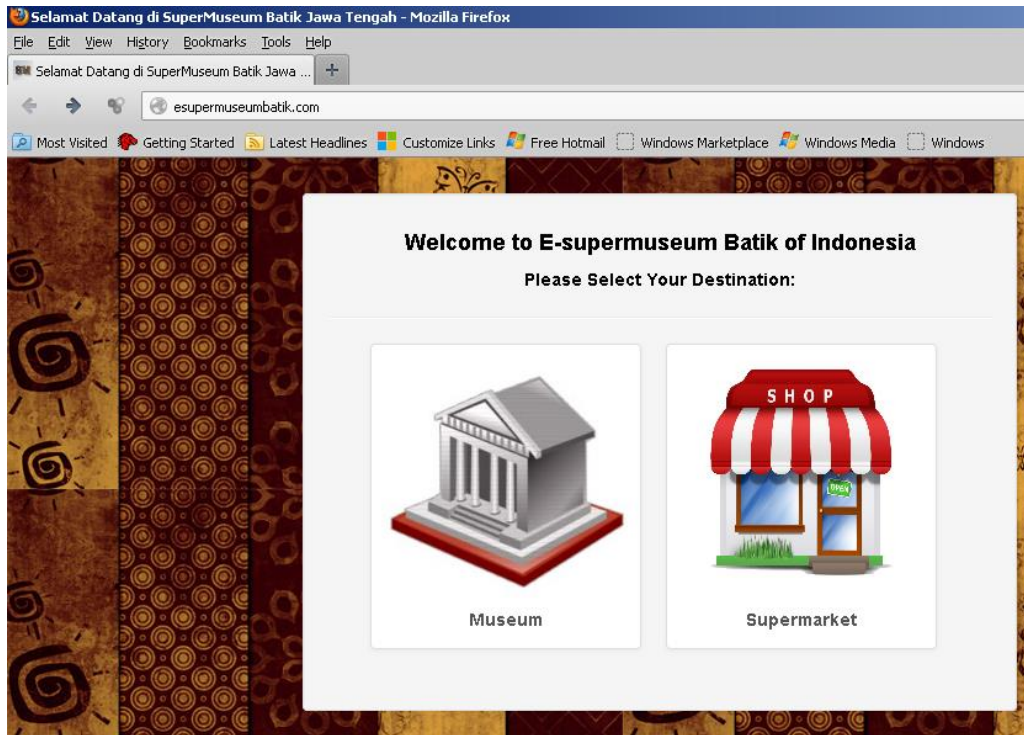 Selamat Datang di SuperMuseum Batik Jawa Tengah - Mozilla Firefox
File Edit View History Bookmarks Tools Help
Selamat Datang di SuperMuseum Batik Jawa ...
esupermuseumbatik.com
Most Visited Getting Started Latest Headlines Customize Links Free Hotmail Windows Marketplace Windows Media Windows
Welcome to E-supermuseum Batik of Indonesia
Please Select Your Destination:
SHOP
OPEN
Museum Supermarket